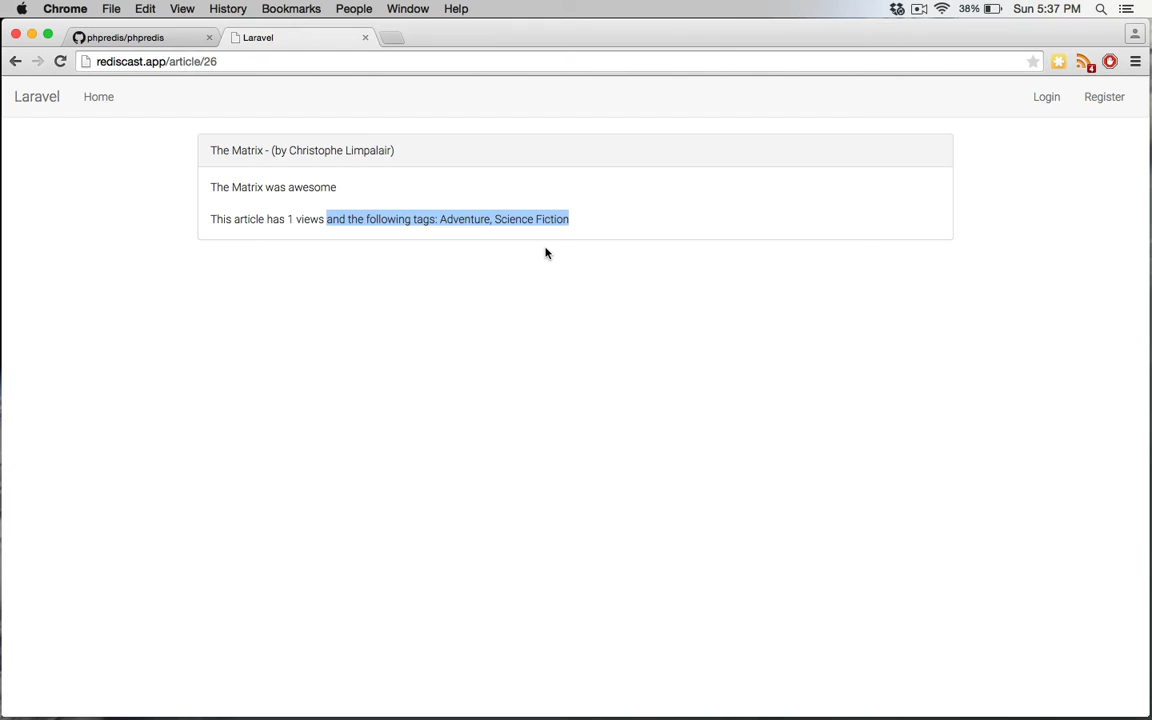 Chrome File Edit View History Bookmarks People Window Help 38% Sun 5:37 PM
phpredis/phpredis Laravel
rediscast.app/article/26 4
Laravel Home Login Register
The Matrix - (by Christophe Limpalair)
The Matrix was awesome
This article has 1 views and the following tags: Adventure, Science Fiction